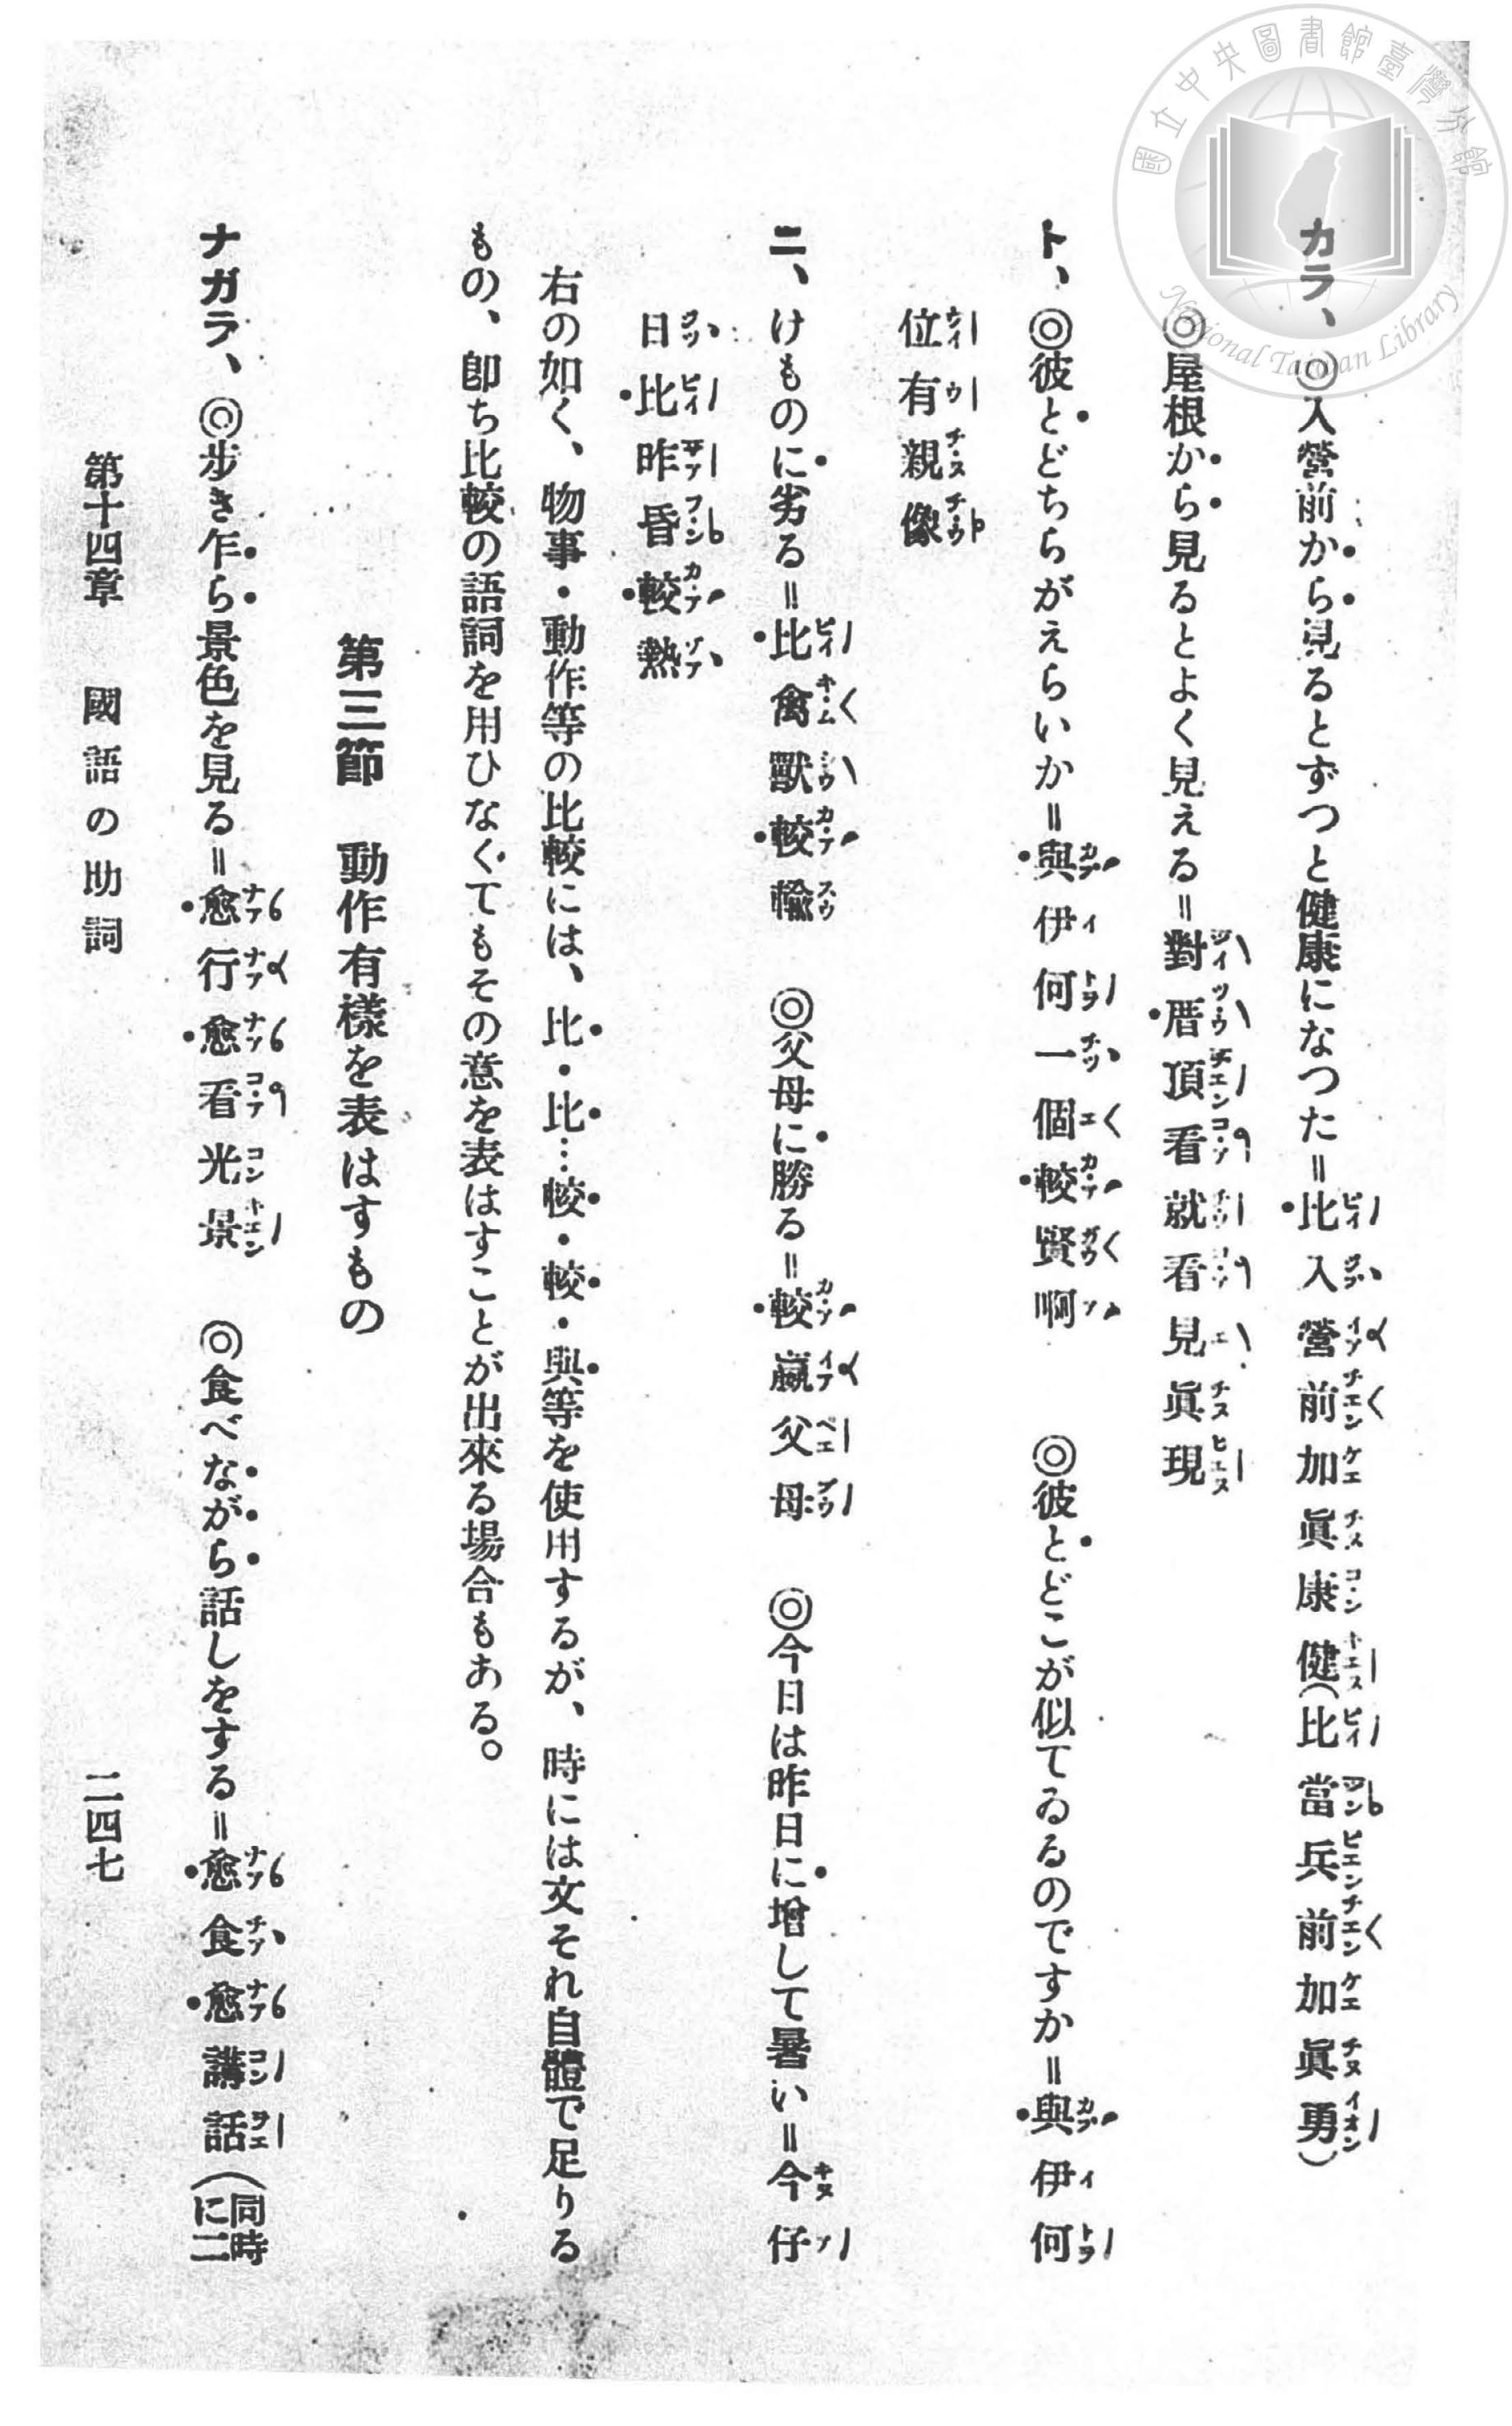 國立中央圖書館臺灣分館
National Taiwan Library
カラ、◎入營前から見るとずつと健康になつた＝比入營前加眞康健（比當兵前加眞勇）
◎屋根から見るとよく見える＝對厝頂看就看見眞現
ト、◎彼とどちらがえらいか＝與伊何一個較賢啊　◎彼とどこが似てゐるのですか＝與伊何
位有親像
ニ、けものに劣る＝比禽獸較輸　◎父母に勝る＝較嬴父母　◎今日は昨日に增して暑い＝今仔
日比昨昏較熱
右の如く、物事・動作等の比較には、比・比…較・較・與等を使用するが、時には文それ自體で足りる
もの、卽ち比較の語詞を用ひなくてもその意を表はすことが出來る場合もある。
第三節　動作有樣を表はすもの
ナガラ、◎步き乍ら景色を見る＝愈行愈看光景　◎食べながら話しをする＝愈食愈講話（同時に二
第十四章　國語の助詞　二四七